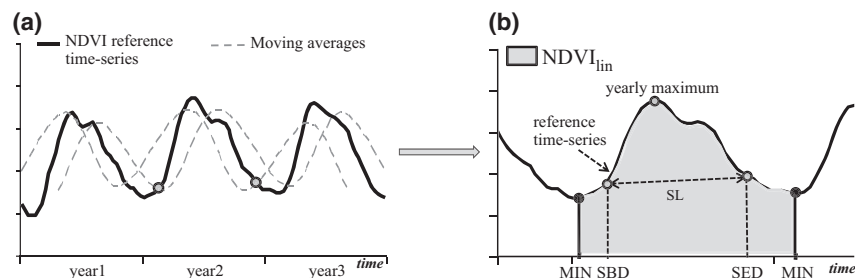 (a)
NDVI reference
time-series
Moving averages
year1
year2
year3
time
(b)
NDVIlin
yearly maximum
reference
time-series
SL
MIN
SBD
SED
MIN
time